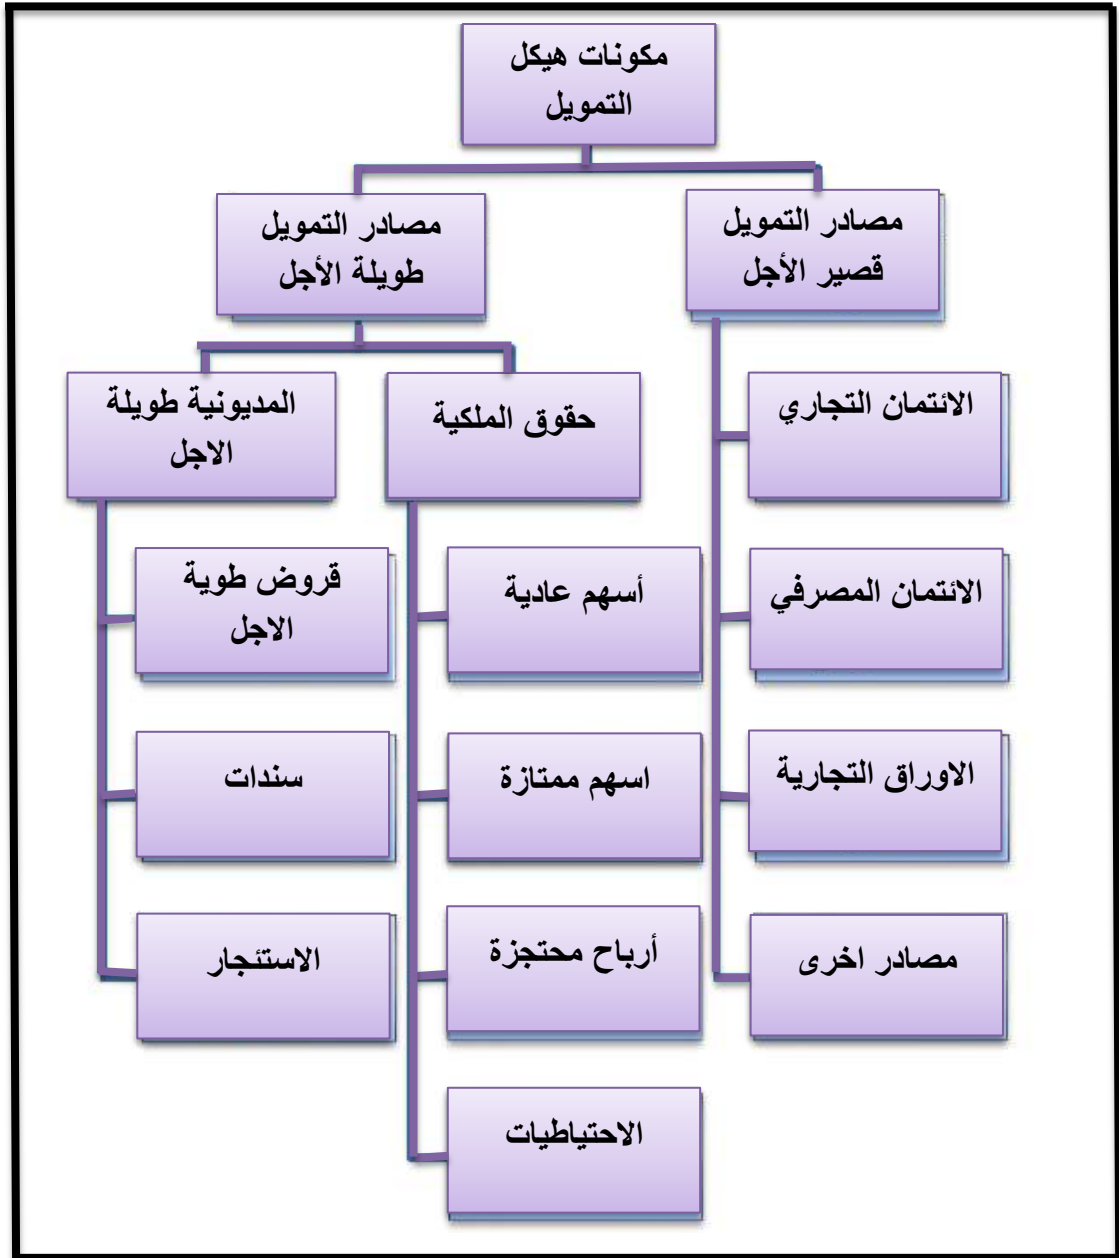 مكونات هيكل
التمويل
مصادر التمويل
قصير الأجل
مصادر التمويل
طويلة الأجل
الائتمان التجاري
حقوق الملكية
المديونية طويلة
الاجل
الائتمان المصرفي
أسهم عادية
قروض طوية
الاجل
الاوراق التجارية
اسهم ممتازة
سندات
مصادر اخرى
أرباح محتجزة
الاستئجار
الاحتياطيات